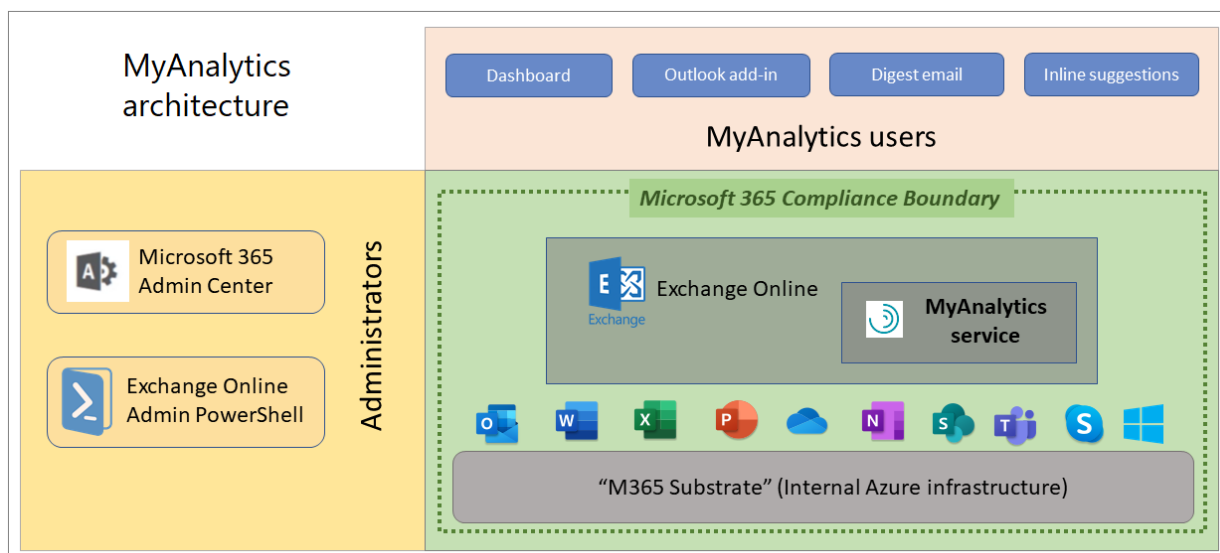 MyAnalytics
architecture
Dashboard
Outlook add-in
Digest email
Inline suggestions
MyAnalytics users
Microsoft 365
Admin Center
Exchange Online
Admin PowerShell
Administrators
Microsoft 365 Compliance Boundary
Exchange
Exchange Online
MyAnalytics
service
“M365 Substrate” (Internal Azure infrastructure)
A
E
O
W
X
P
N
S
T
S